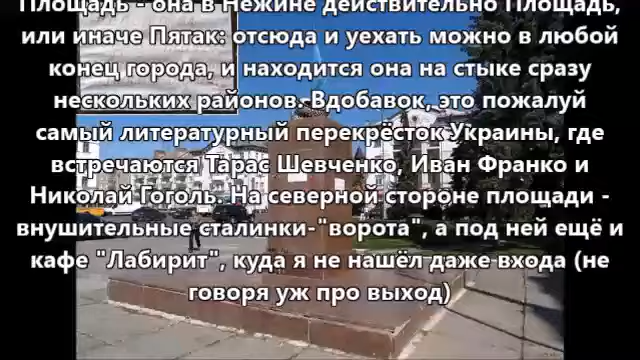 Площадь - она в Нежине действительно Площадь,
или иначе Пятак: отсюда и уехать можно в любой
конец города, и находится она на стыке сразу
нескольких районов. Вдобавок, это пожалуй
самый литературный перекрёсток Украины, где
встречаются Тарас Шевченко, Иван Франко и
Николай Гоголь. На северной стороне площади -
внушительные сталинки-"ворота", а под ней ещё и
кафе "Лабирит", куда я не нашёл даже входа (не
говоря уж про выход)